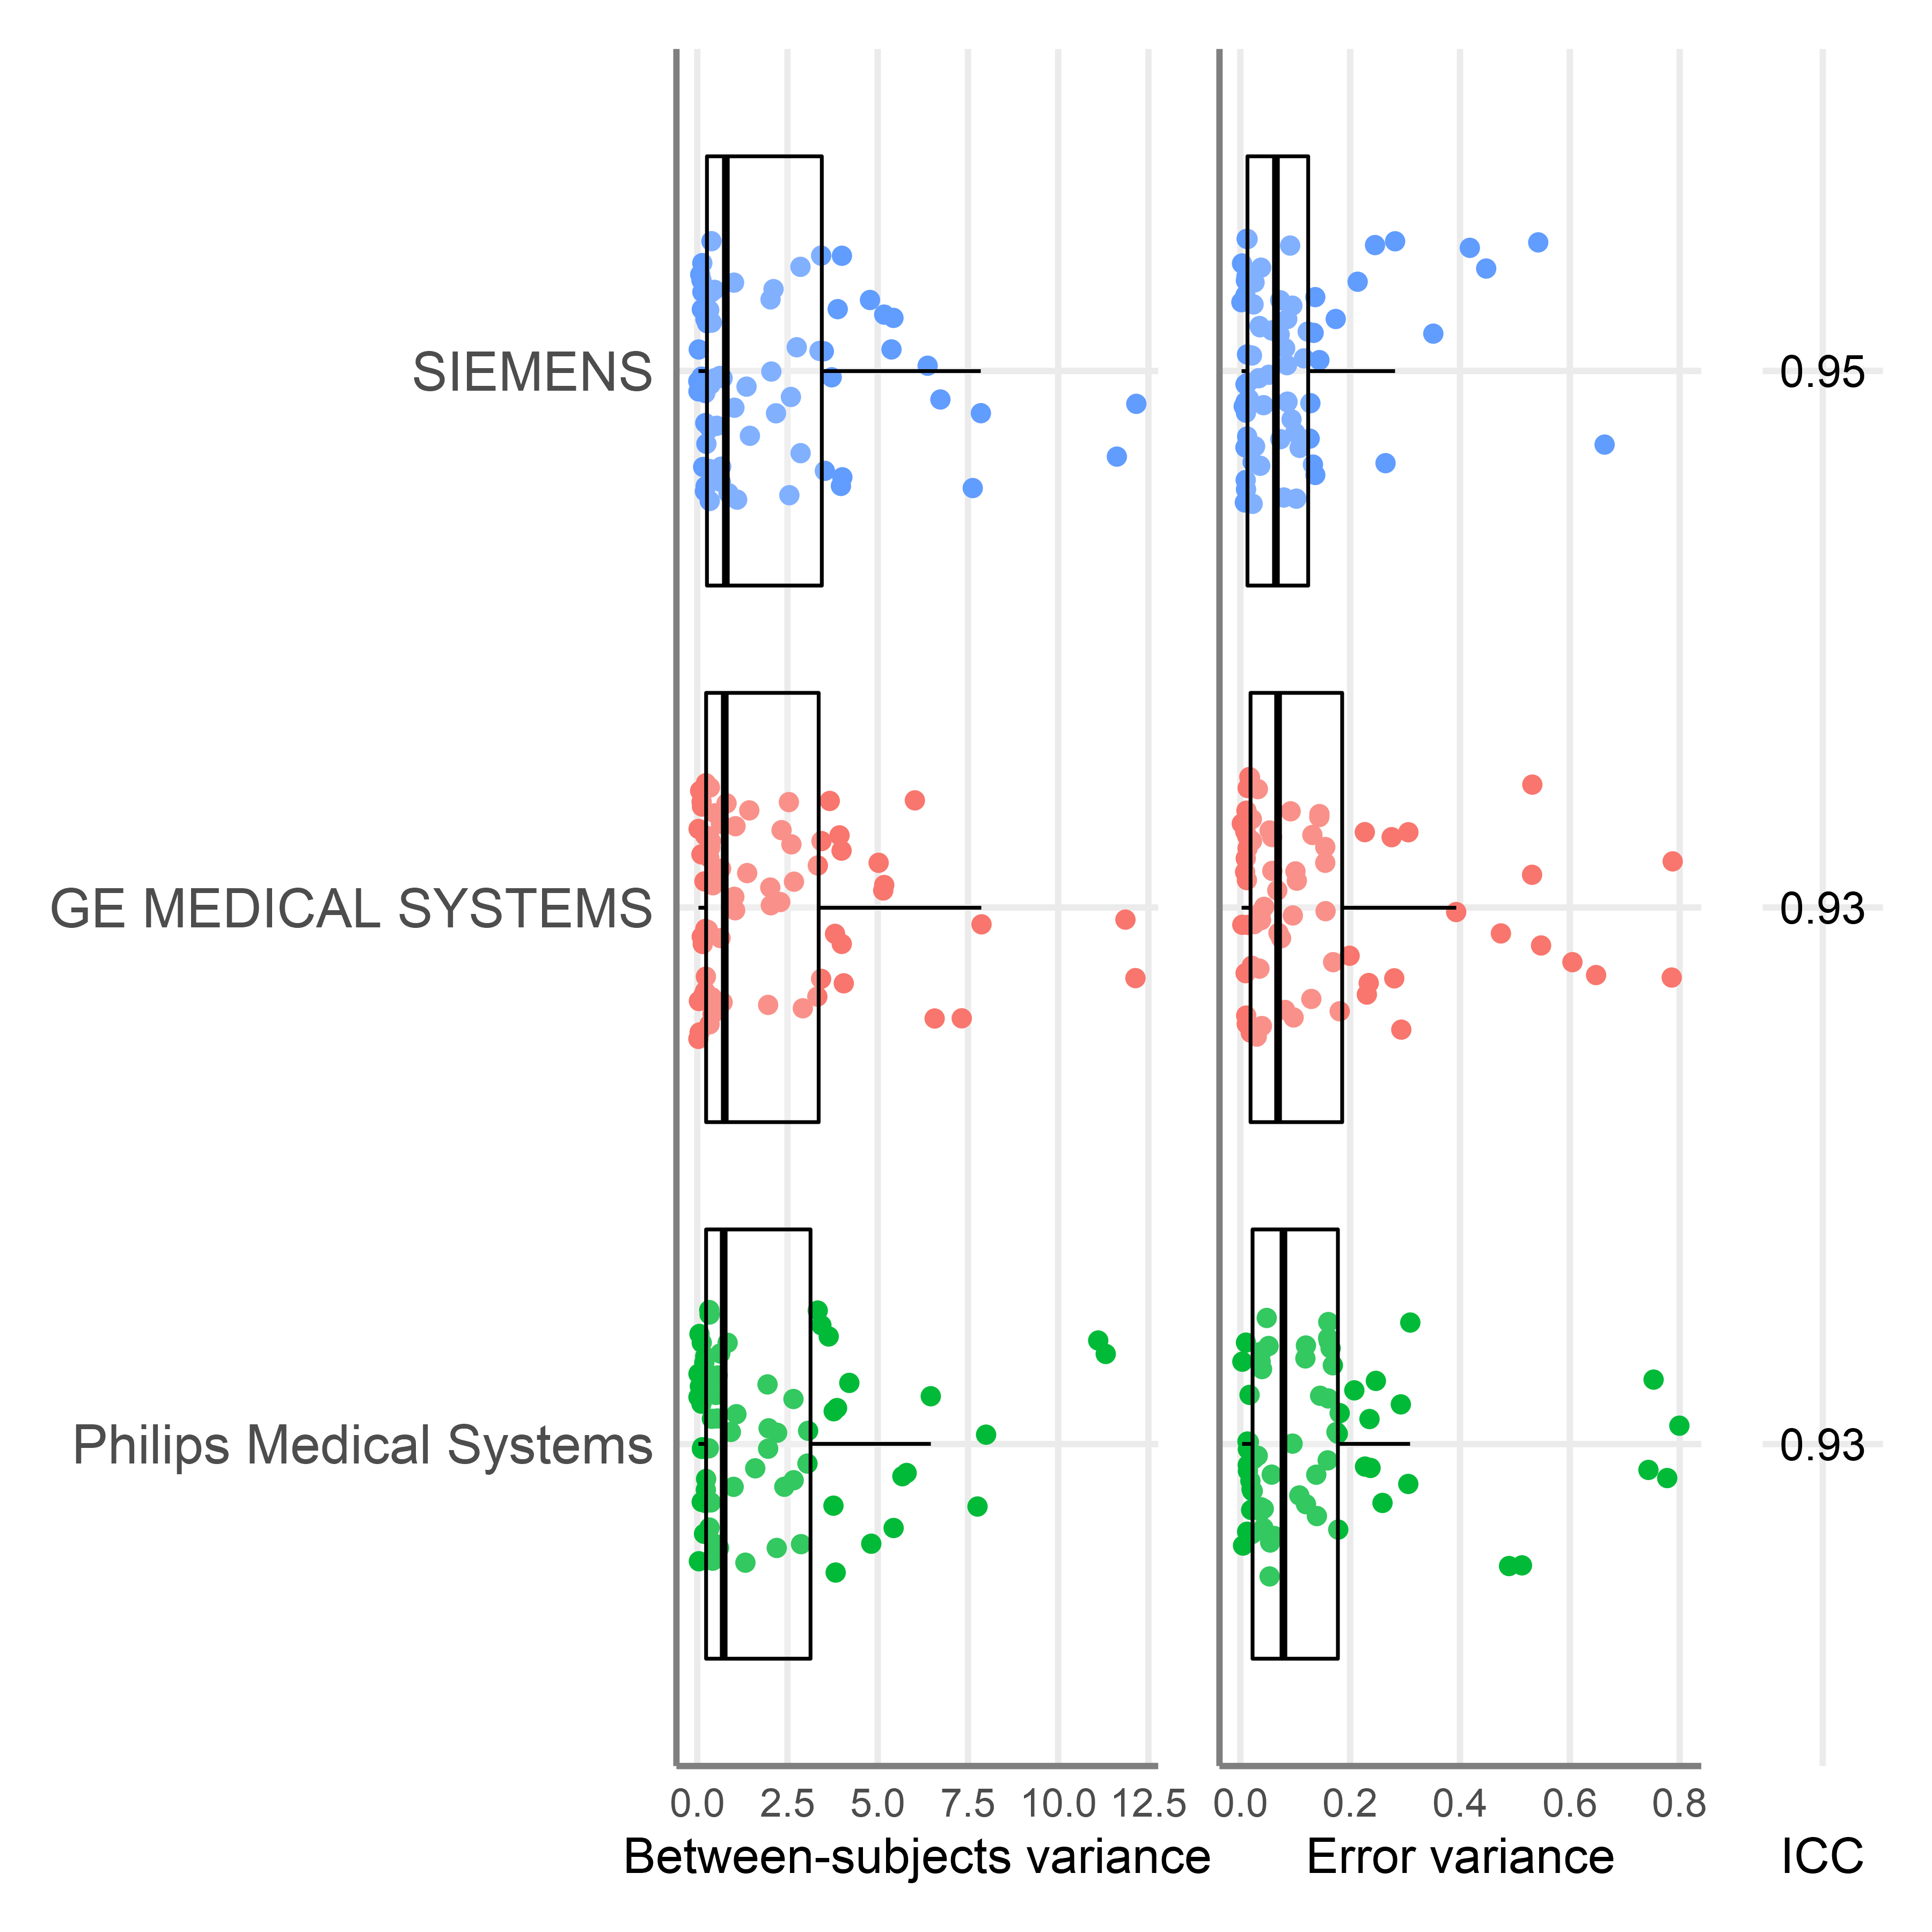 SIEMENS
0.95
GE MEDICAL SYSTEMS
0.93
Philips Medical Systems
0.93
0.0 2.5 5.0 7.5 10.0 12.5 0.0 0.2 0.4 0.6 0.8
Between-subjects variance Error variance ICC